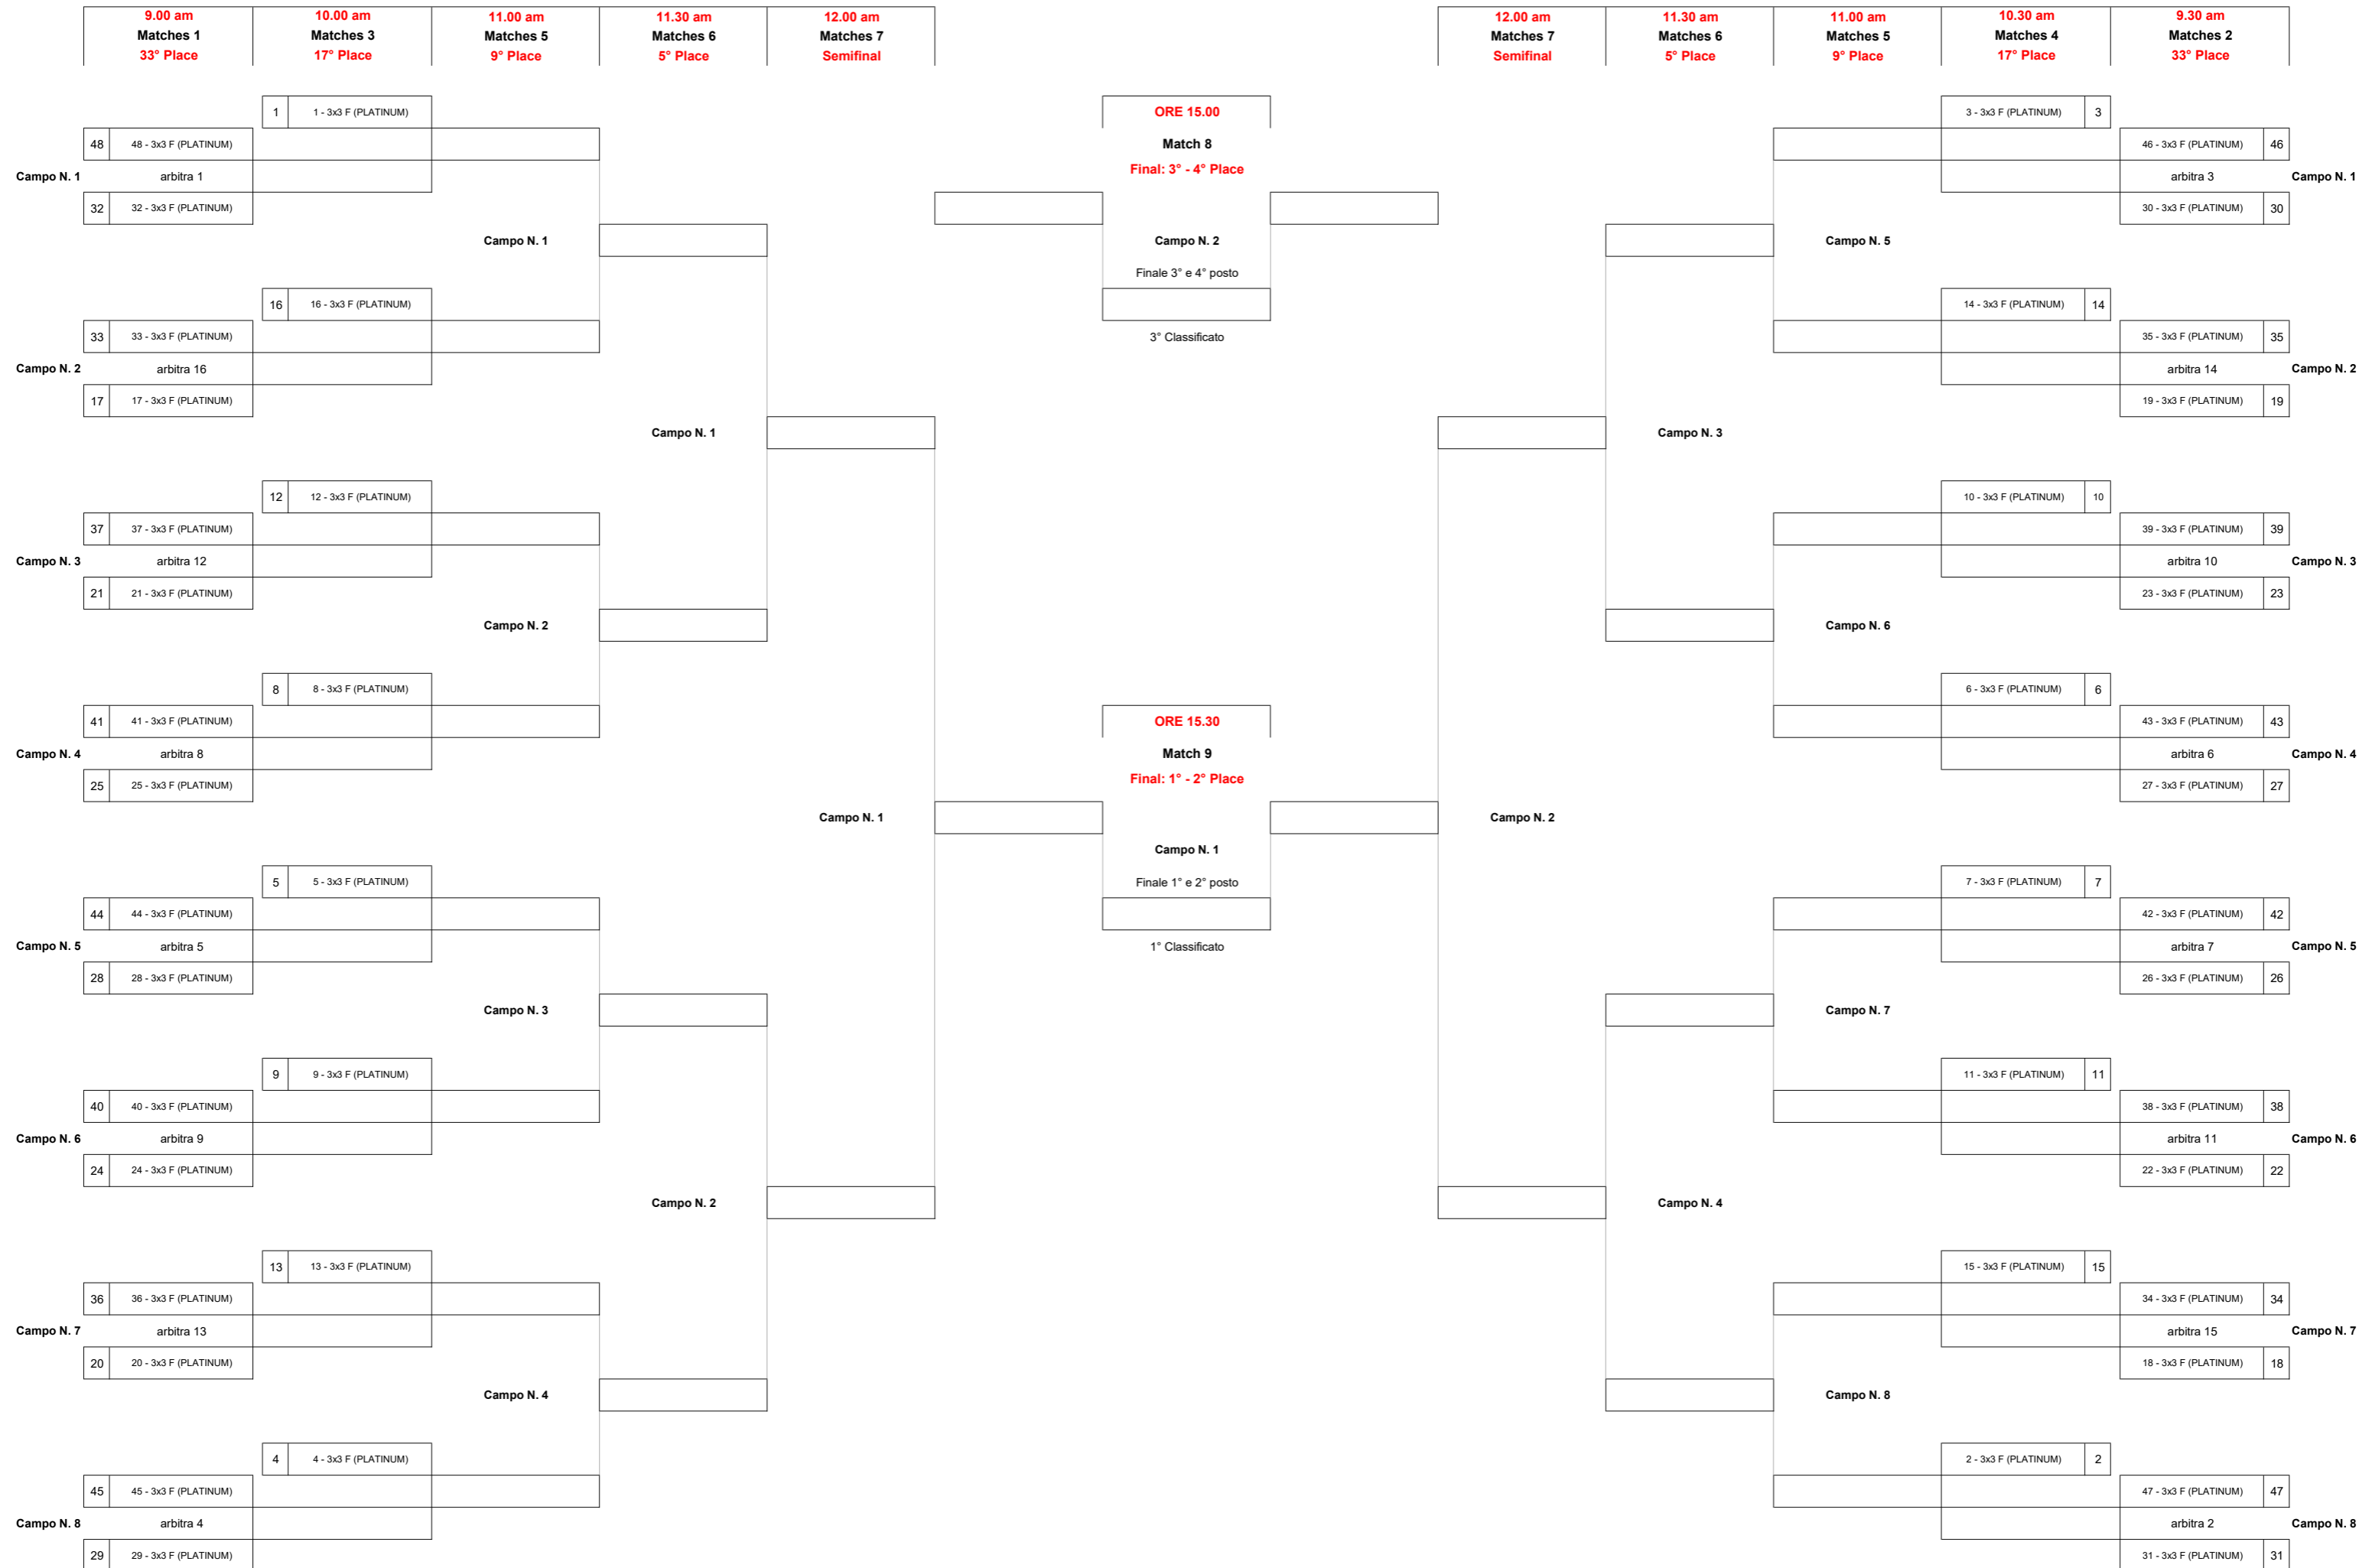 9.00 am 10.00 am 11.00 am 11.30 am 12.00 am 12.00 am 11.30 am 11.00 am 10.30 am 9.30 am
Matches 1 Matches 3 Matches 5 Matches 6 Matches 7 Matches 7 Matches 6 Matches 5 Matches 4 Matches 2
33° Place 17° Place 9° Place 5° Place Semifinal Semifinal 5° Place 9° Place 17° Place 33° Place
1 1 - 3x3 F (PLATINUM) ORE 15.00 3 - 3x3 F (PLATINUM) 3
48 48 - 3x3 F (PLATINUM) Match 8 46 - 3x3 F (PLATINUM) 46
Final: 3° - 4° Place
Campo N. 1 arbitra 1 arbitra 3 Campo N. 1
32 32 - 3x3 F (PLATINUM) 30 - 3x3 F (PLATINUM) 30
Campo N. 1 Campo N. 2 Campo N. 5
Finale 3° e 4° posto
16 16 - 3x3 F (PLATINUM) 14 - 3x3 F (PLATINUM) 14
33 33 - 3x3 F (PLATINUM) 3° Classificato 35 - 3x3 F (PLATINUM) 35
Campo N. 2 arbitra 16 arbitra 14 Campo N. 2
17 17 - 3x3 F (PLATINUM) 19 - 3x3 F (PLATINUM) 19
Campo N. 1 Campo N. 3
12 12 - 3x3 F (PLATINUM) 10 - 3x3 F (PLATINUM) 10
37 37 - 3x3 F (PLATINUM) 39 - 3x3 F (PLATINUM) 39
Campo N. 3 arbitra 12 arbitra 10 Campo N. 3
21 21 - 3x3 F (PLATINUM) 23 - 3x3 F (PLATINUM) 23
Campo N. 2 Campo N. 6
8 8 - 3x3 F (PLATINUM) 6 - 3x3 F (PLATINUM) 6
41 41 - 3x3 F (PLATINUM) ORE 15.30 43 - 3x3 F (PLATINUM) 43
Campo N. 4 arbitra 8 Match 9 arbitra 6 Campo N. 4
Final: 1° - 2° Place
25 25 - 3x3 F (PLATINUM) 27 - 3x3 F (PLATINUM) 27
Campo N. 1 Campo N. 2
Campo N. 1
5 5 - 3x3 F (PLATINUM) Finale 1° e 2° posto 7 - 3x3 F (PLATINUM) 7
44 44 - 3x3 F (PLATINUM) 42 - 3x3 F (PLATINUM) 42
Campo N. 5 arbitra 5 1° Classificato arbitra 7 Campo N. 5
28 28 - 3x3 F (PLATINUM) 26 - 3x3 F (PLATINUM) 26
Campo N. 3 Campo N. 7
9 9 - 3x3 F (PLATINUM) 11 - 3x3 F (PLATINUM) 11
40 40 - 3x3 F (PLATINUM) 38 - 3x3 F (PLATINUM) 38
Campo N. 6 arbitra 9 arbitra 11 Campo N. 6
24 24 - 3x3 F (PLATINUM) 22 - 3x3 F (PLATINUM) 22
Campo N. 2 Campo N. 4
13 13 - 3x3 F (PLATINUM) 15 - 3x3 F (PLATINUM) 15
36 36 - 3x3 F (PLATINUM) 34 - 3x3 F (PLATINUM) 34
Campo N. 7 arbitra 13 arbitra 15 Campo N. 7
20 20 - 3x3 F (PLATINUM) 18 - 3x3 F (PLATINUM) 18
Campo N. 4 Campo N. 8
4 4 - 3x3 F (PLATINUM) 2 - 3x3 F (PLATINUM) 2
45 45 - 3x3 F (PLATINUM) 47 - 3x3 F (PLATINUM) 47
Campo N. 8 arbitra 4 arbitra 2 Campo N. 8
29 29 - 3x3 F (PLATINUM) 31 - 3x3 F (PLATINUM) 31